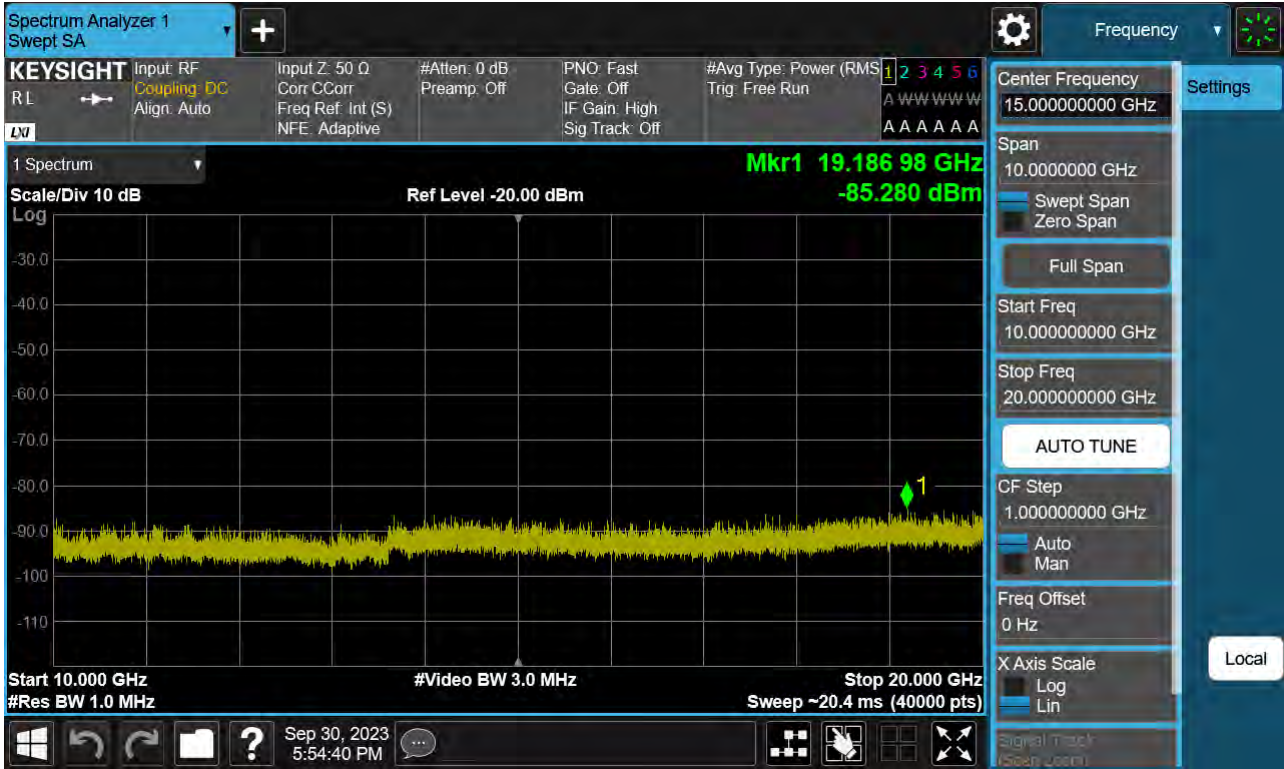 Spectrum Analyzer 1
Swept SA
Frequency
KEYSIGHT
R L
LXI
Input: RF
Coupling: DC
Align: Auto
Input Z: 50 Ω
Corr CCorr
Freq Ref: Int (S)
NFE: Adaptive
#Atten: 0 dB
Preamp: Off
PNO: Fast
Gate: Off
IF Gain: High
Sig Track: Off
#Avg Type: Power (RMS
Trig: Free Run
1 2 3 4 5 6
A W W W W W
A A A A A A
1 Spectrum
Scale/Div 10 dB
Log
Ref Level -20.00 dBm
Mkr1 19.186 98 GHz
-85.280 dBm
-30.0
-40.0
-50.0
-60.0
-70.0
-80.0
-90.0
-100
-110
1
Start 10.000 GHz
#Res BW 1.0 MHz
#Video BW 3.0 MHz
Stop 20.000 GHz
Sweep ~20.4 ms (40000 pts)
Center Frequency
15.000000000 GHz
Span
10.0000000 GHz
Swept Span
Zero Span
Full Span
Start Freq
10.000000000 GHz
Stop Freq
20.000000000 GHz
AUTO TUNE
CF Step
1.000000000 GHz
Auto
Man
Freq Offset
0 Hz
X Axis Scale
Log
Lin
Signal Track
(Span Zoom)
Settings
Local
?
Sep 30, 2023
5:54:40 PM